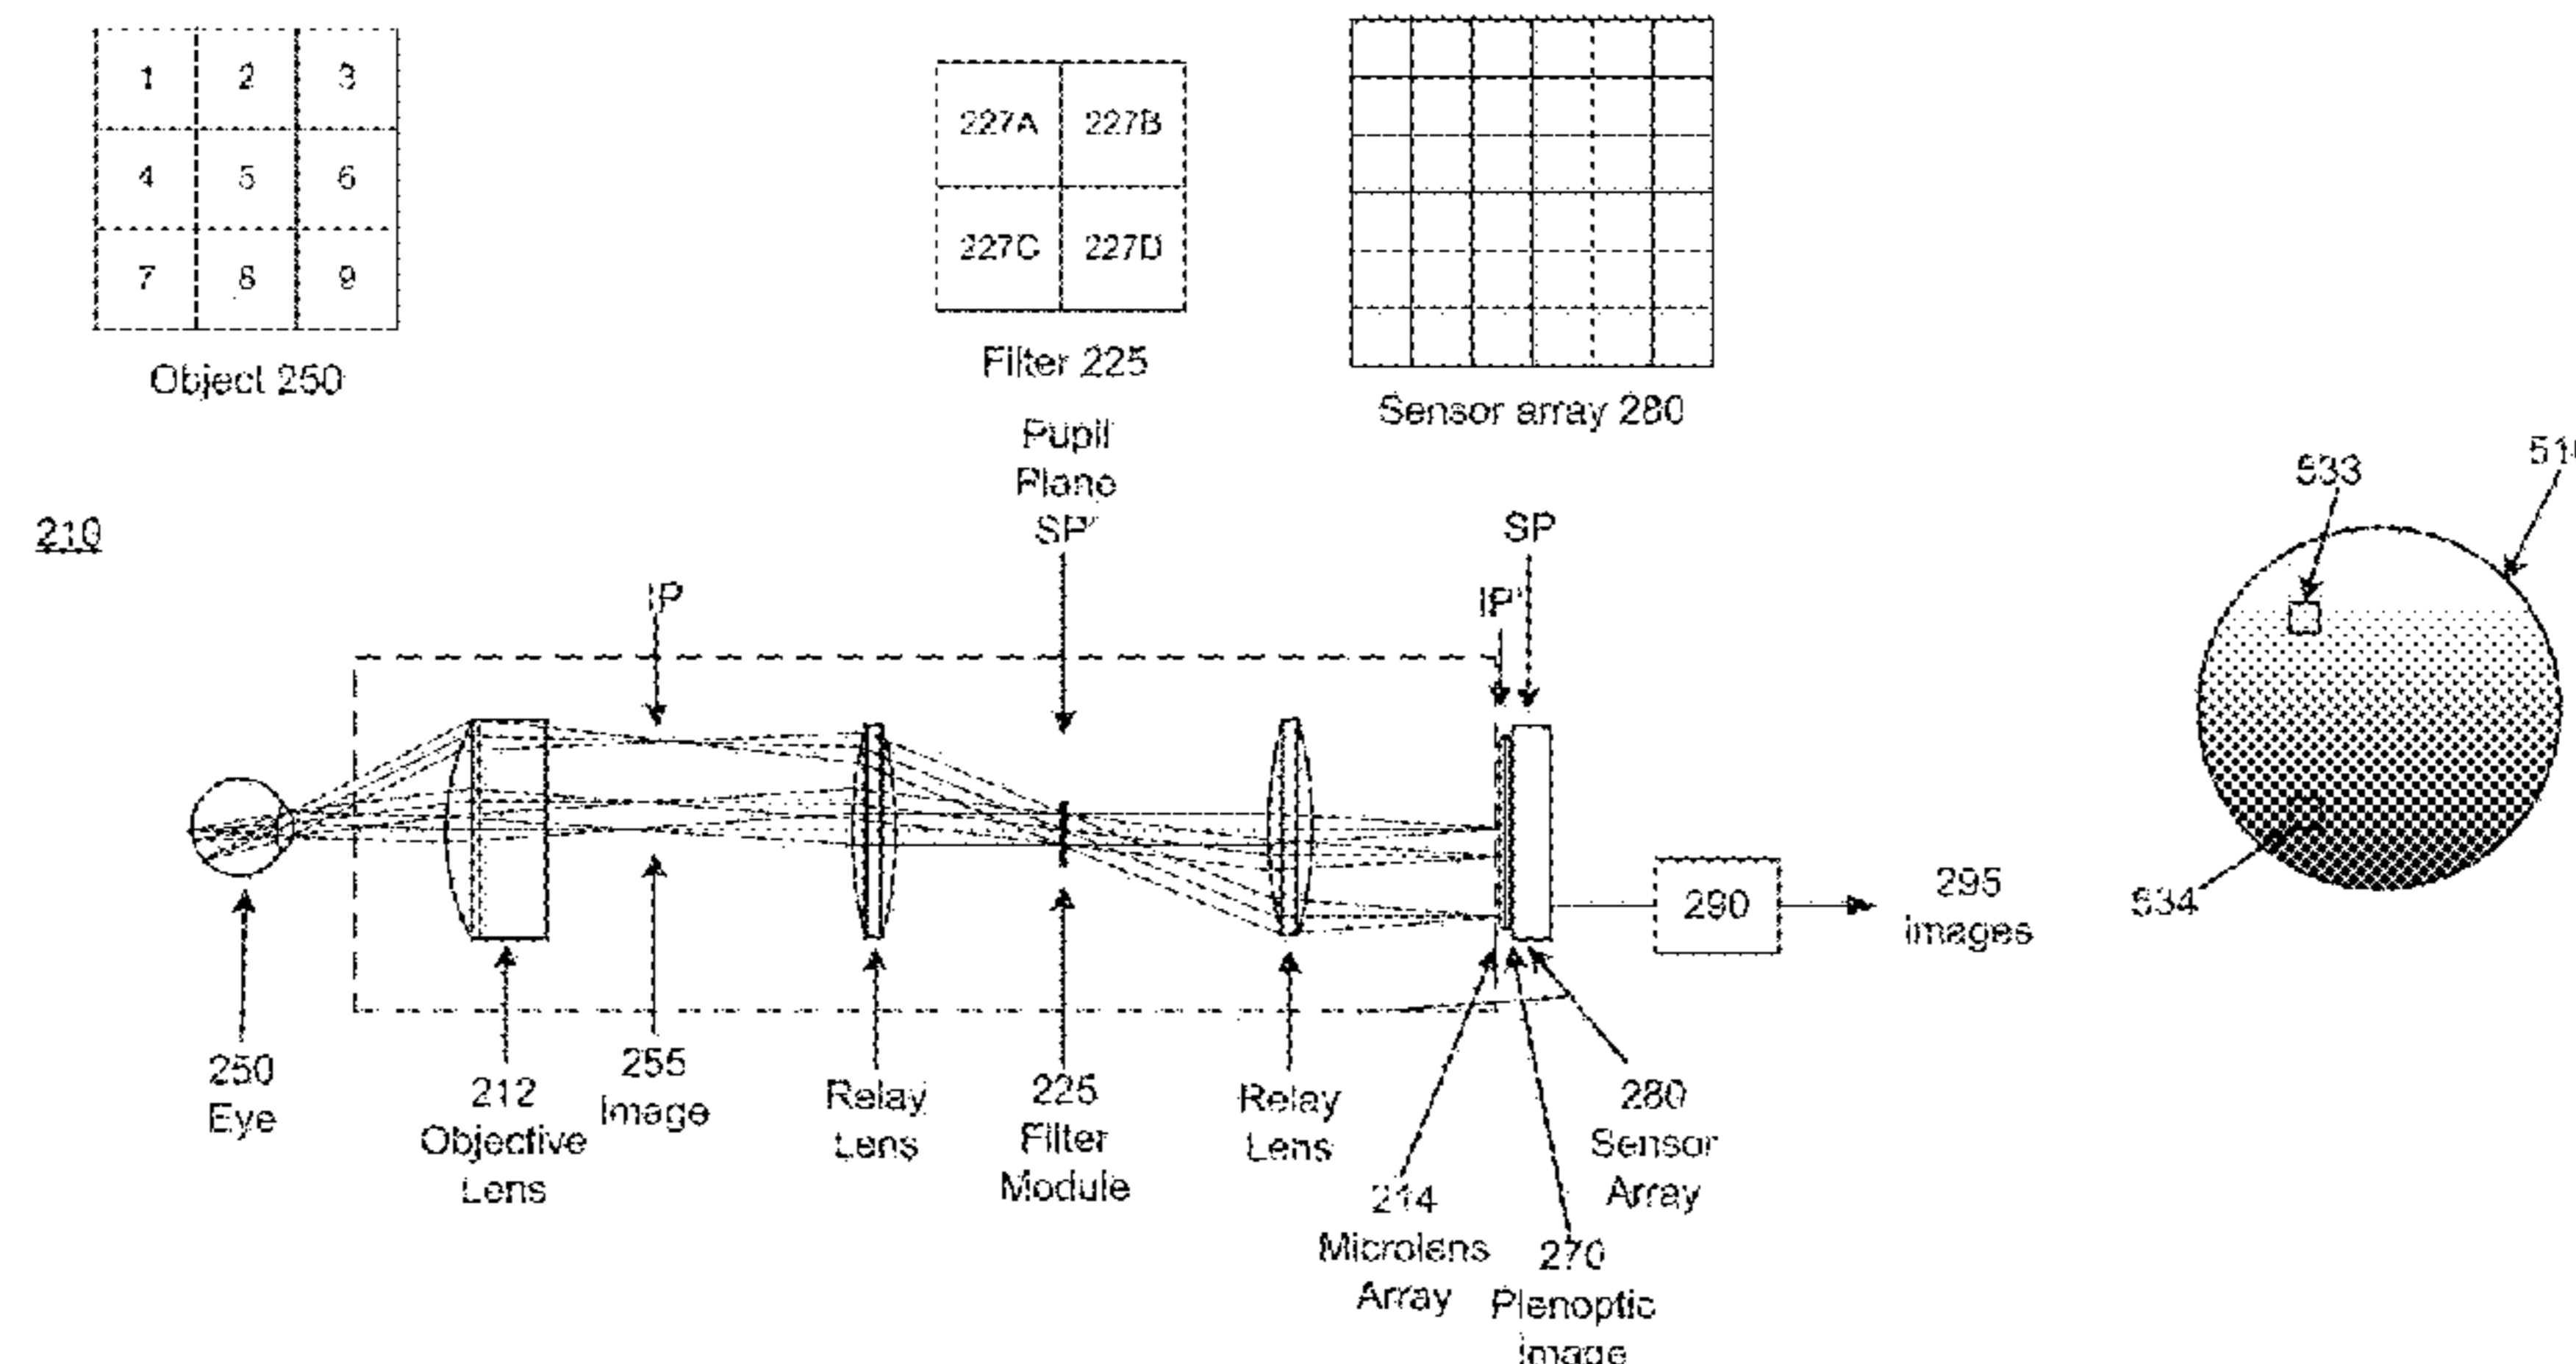 1 2 3
4 5 6
7 8 9
Object 250
227A 227B
227C 227D
Filter 225
Sensor array 280
Pupil
Plane
SP'
210
IP
IP'
SP
533
534
290
295
images
250
Eye
212
Objective
Lens
255
Image
Relay
Lens
225
Filter
Module
Relay
Lens
214
Microlens
Array
270
Plenoptic
Image
280
Sensor
Array